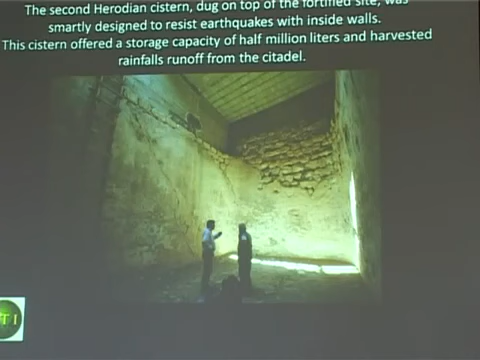 The second Herodian cistern, dug on top of the fortified site, was
smartly designed to resist earthquakes with inside walls.
This cistern offered a storage capacity of half million liters and harvested
rainfalls runoff from the citadel.
T I